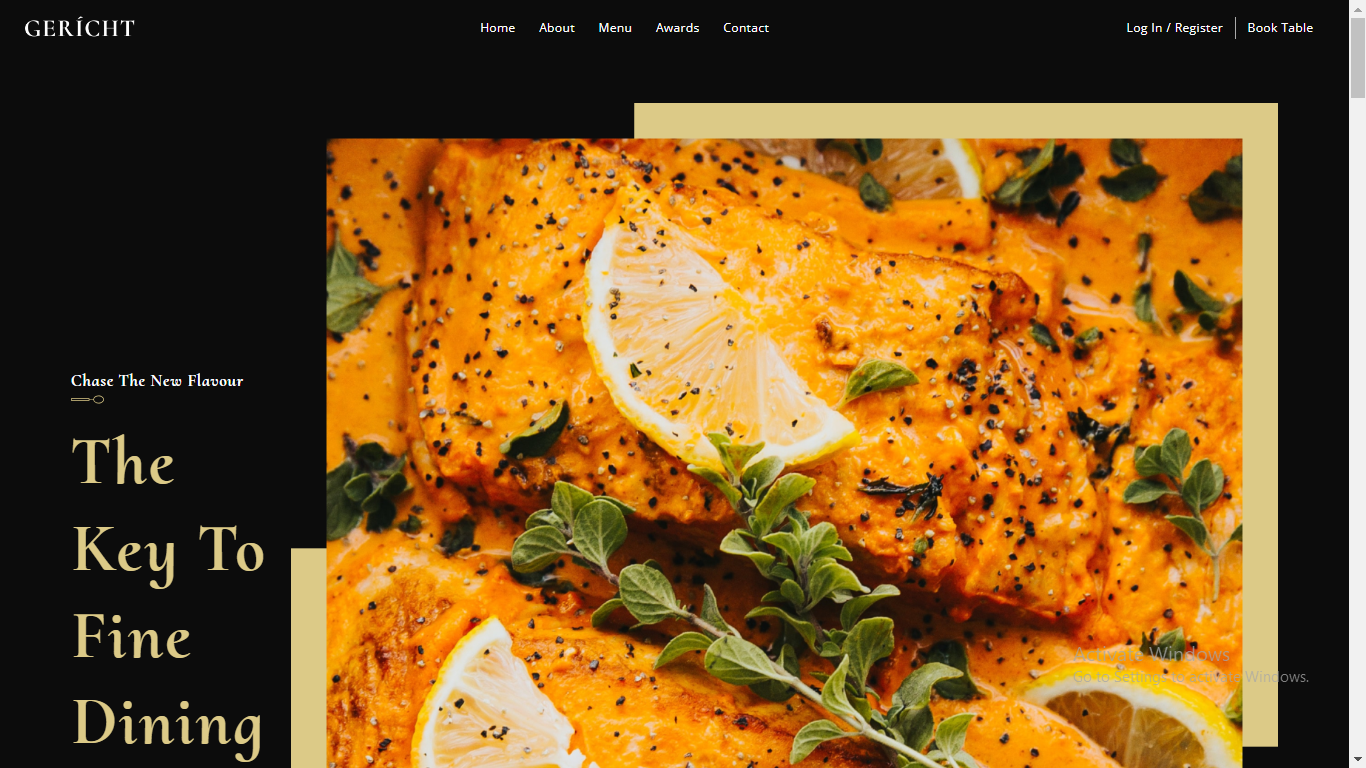 GERÍCHT
Home About Menu Awards Contact
Log In / Register Book Table
Chase The New Flavour
The
Key To
Fine
Dining
Activate Windows
Go to Settings to activate Windows.